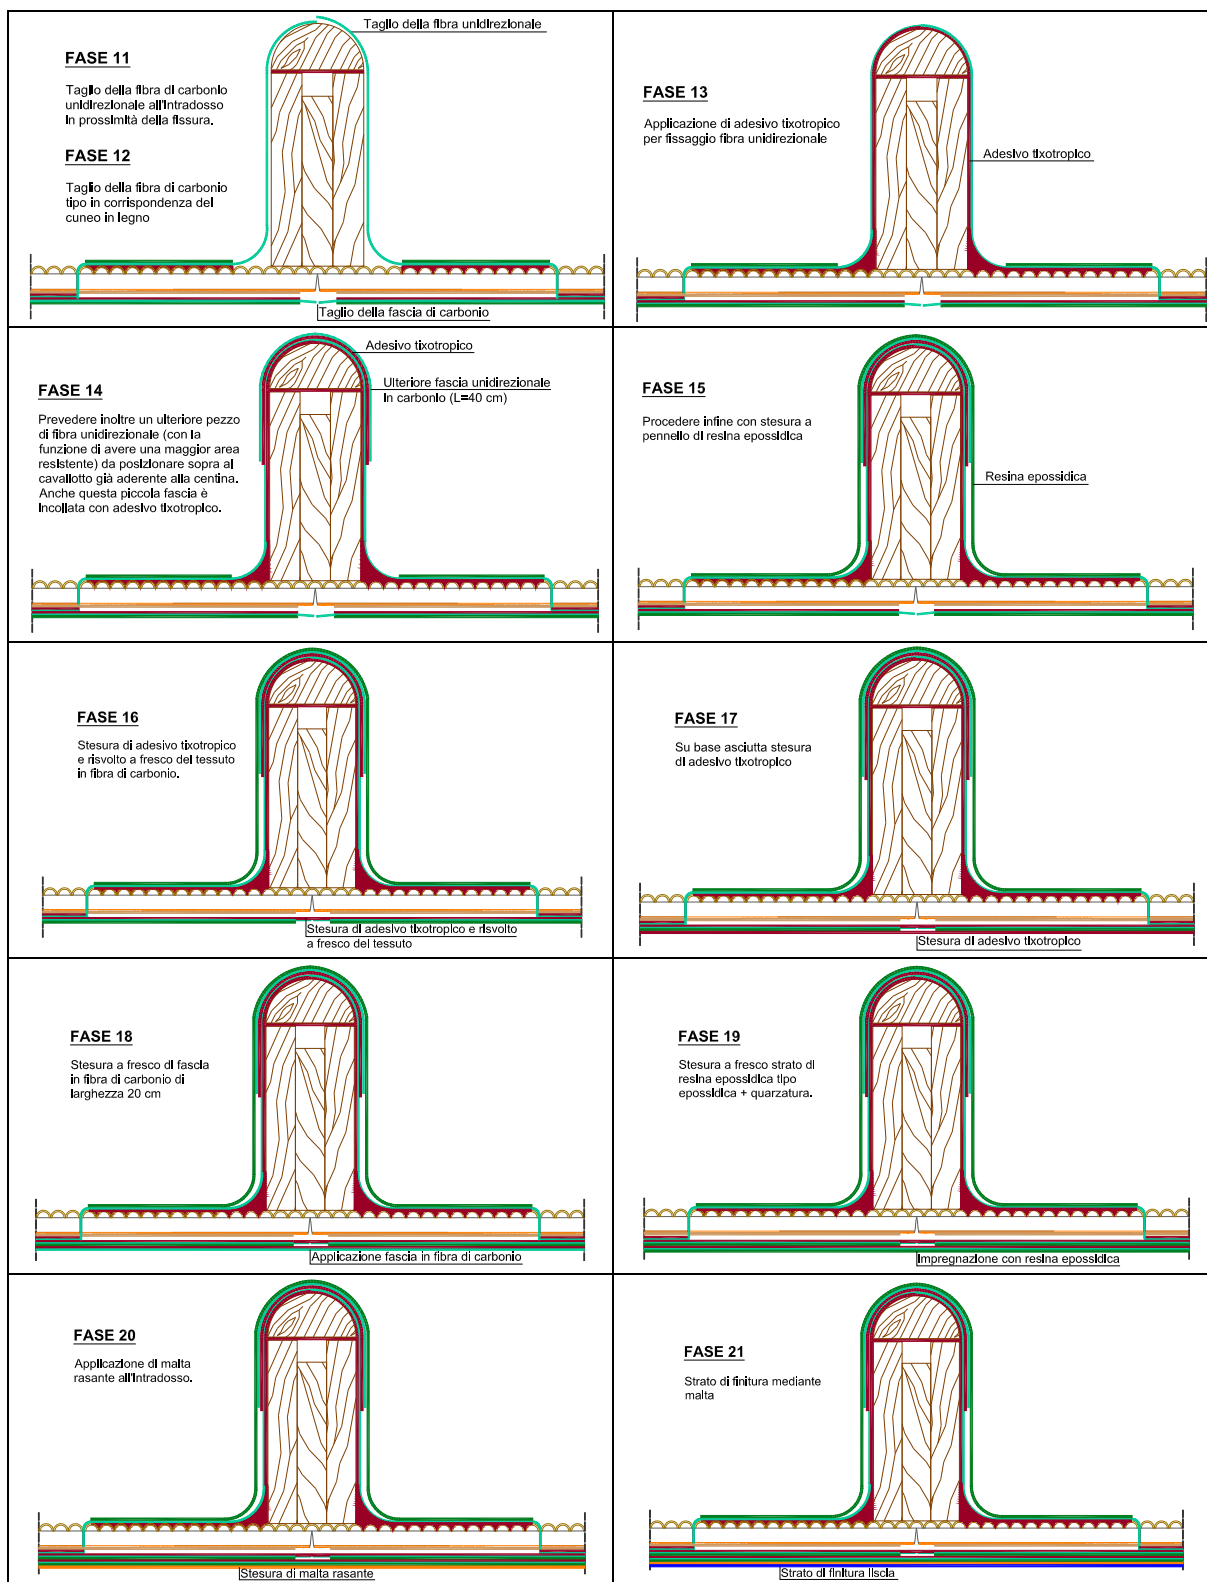 Taglio della fibra unidirezionale
FASE 11
Taglio della fibra di carbonio
unidirezionale all'intradosso
in prossimità della fissura.
FASE 12
Taglio della fibra di carbonio
tipo in corrispondenza del
cuneo in legno
Taglio della fascia di carbonio
FASE 13
Applicazione di adesivo tixotropico
per fissaggio fibra unidirezionale
Adesivo tixotropico
Adesivo tixotropico
Ulteriore fascia unidirezionale
in carbonio (L=40 cm)
FASE 14
Prevedere inoltre un ulteriore pezzo
di fibra unidirezionale (con la
funzione di avere una maggior area
resistente) da posizionare sopra al
cavallotto già aderente alla centina.
Anche questa piccola fascia è
incollata con adesivo tixotropico.
FASE 15
Procedere infine con stesura a
pennello di resina epossidica
Resina epossidica
FASE 16
Stesura di adesivo tixotropico
e risvolto a fresco del tessuto
in fibra di carbonio.
Stesura di adesivo tixotropico e risvolto
a fresco del tessuto
FASE 17
Su base asciutta stesura
di adesivo tixotropico
Stesura di adesivo tixotropico
FASE 18
Stesura a fresco di fascia
in fibra di carbonio di
larghezza 20 cm
Applicazione fascia in fibra di carbonio
FASE 19
Stesura a fresco strato di
resina epossidica tipo
epossidica + quarzatura.
Impregnazione con resina epossidica
FASE 20
Applicazione di malta
rasante all'intradosso.
Stesura di malta rasante
FASE 21
Strato di finitura mediante
malta
Strato di finitura liscia